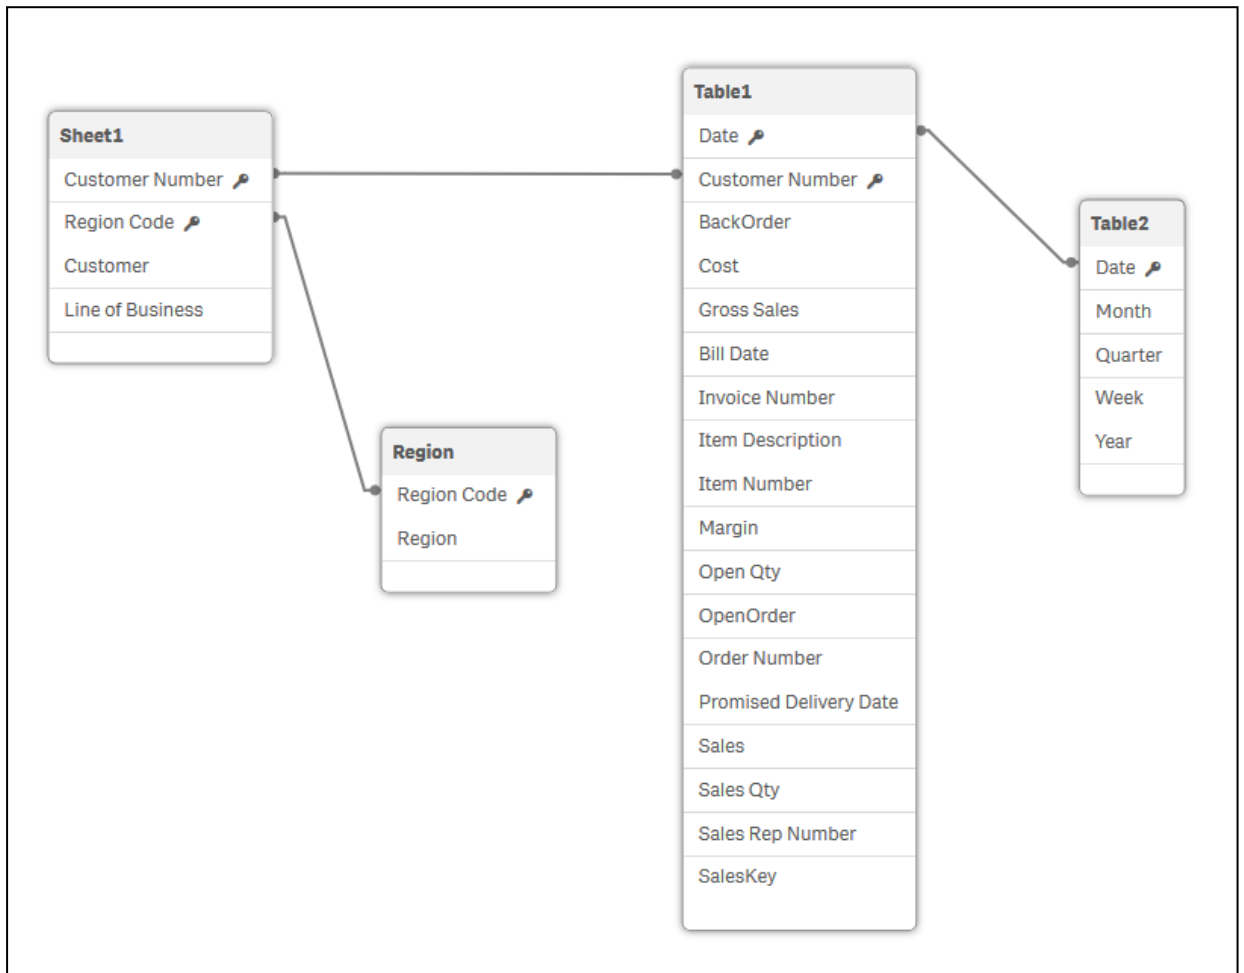 Sheet1
Customer Number
Region Code
Customer
Line of Business
Region
Region Code
Region
Table1
Date
Customer Number
BackOrder
Cost
Gross Sales
Bill Date
Invoice Number
Item Description
Item Number
Margin
Open Qty
OpenOrder
Order Number
Promised Delivery Date
Sales
Sales Qty
Sales Rep Number
SalesKey
Table2
Date
Month
Quarter
Week
Year